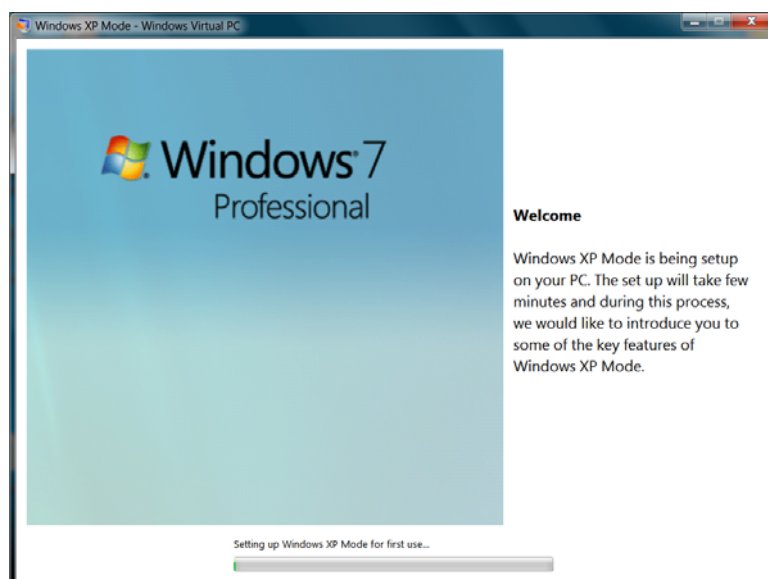 Windows XP Mode - Windows Virtual PC
Windows 7
Professional
Welcome
Windows XP Mode is being setup
on your PC. The set up will take few
minutes and during this process,
we would like to introduce you to
some of the key features of
Windows XP Mode.
Setting up Windows XP Mode for first use...